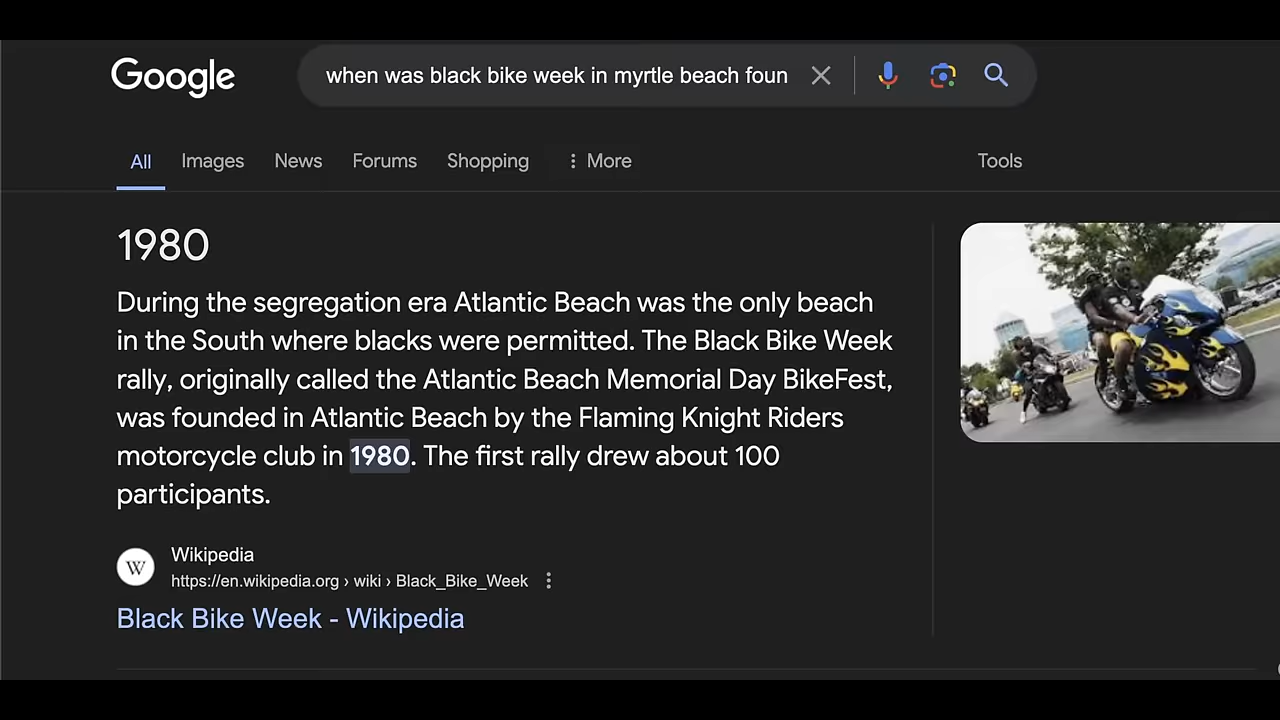 Google
when was black bike week in myrtle beach foun
All Images News Forums Shopping More Tools
1980
During the segregation era Atlantic Beach was the only beach
in the South where blacks were permitted. The Black Bike Week
rally, originally called the Atlantic Beach Memorial Day BikeFest,
was founded in Atlantic Beach by the Flaming Knight Riders
motorcycle club in 1980. The first rally drew about 100
participants.
W
Wikipedia
https://en.wikipedia.org › wiki › Black_Bike_Week
Black Bike Week - Wikipedia